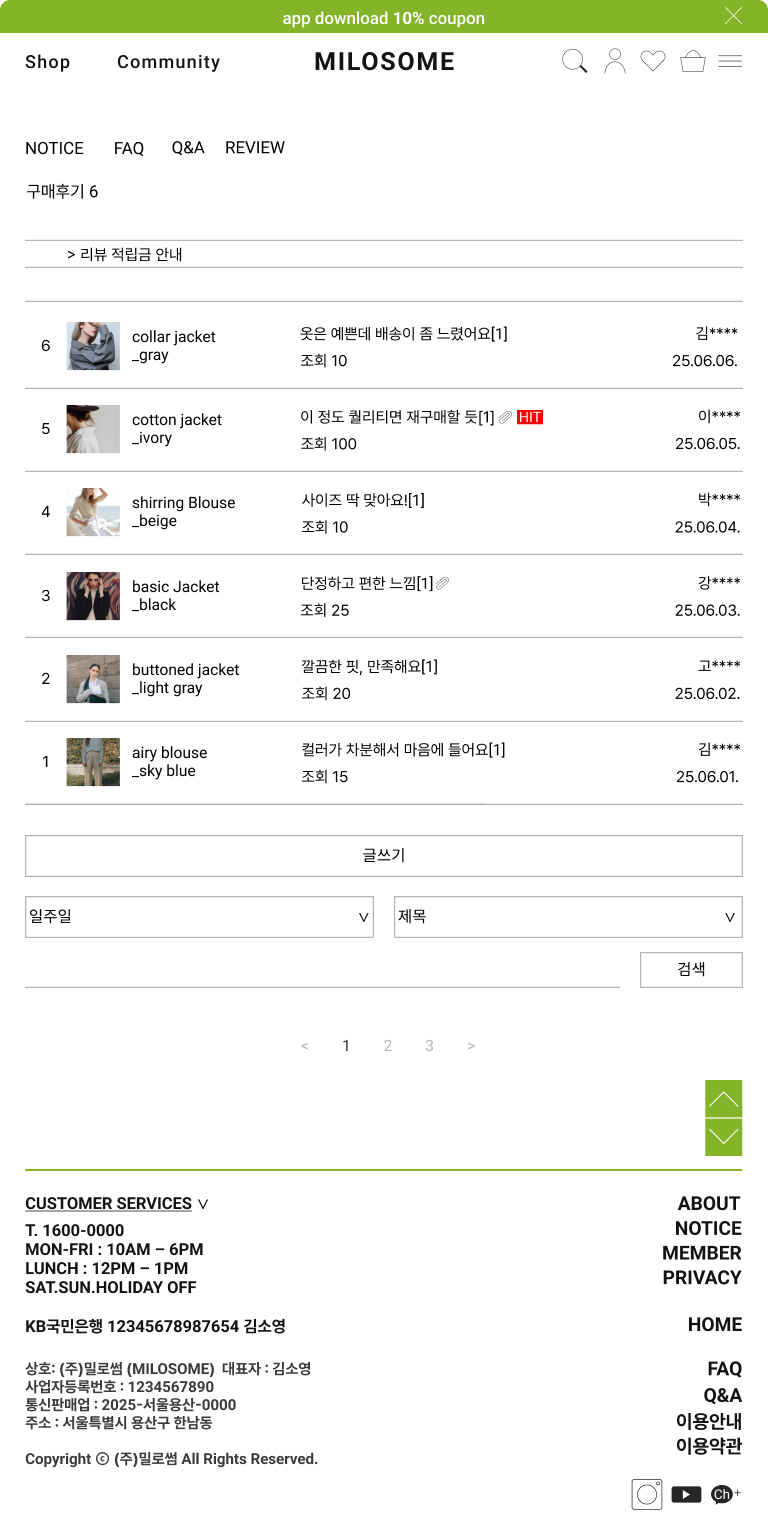 app download 10% coupon
Shop Community MILOSOME
NOTICE FAQ Q&A REVIEW
구매후기 6
> 리뷰 적립금 안내
6 collar jacket _gray 옷은 예쁜데 배송이 좀 느렸어요[1] 김****
조회 10 25.06.06.
5 cotton jacket _ivory 이 정도 퀄리티면 재구매할 듯[1] HIT 이****
조회 100 25.06.05.
4 shirring Blouse _beige 사이즈 딱 맞아요![1] 박****
조회 10 25.06.04.
3 basic Jacket _black 단정하고 편한 느낌[1] 강****
조회 25 25.06.03.
2 buttoned jacket _light gray 깔끔한 핏, 만족해요[1] 고****
조회 20 25.06.02.
1 airy blouse _sky blue 컬러가 차분해서 마음에 들어요[1] 김****
조회 15 25.06.01.
글쓰기
일주일 제목
검색
< 1 2 3 >
CUSTOMER SERVICES
T. 1600-0000
MON-FRI : 10AM – 6PM
LUNCH : 12PM – 1PM
SAT.SUN.HOLIDAY OFF
KB국민은행 12345678987654 김소영
상호: (주)밀로썸 (MILOSOME) 대표자 : 김소영
사업자등록번호 : 1234567890
통신판매업 : 2025-서울용산-0000
주소 : 서울특별시 용산구 한남동
Copyright ⓒ (주)밀로썸 All Rights Reserved.
ABOUT
NOTICE
MEMBER
PRIVACY
HOME
FAQ
Q&A
이용안내
이용약관
Ch+